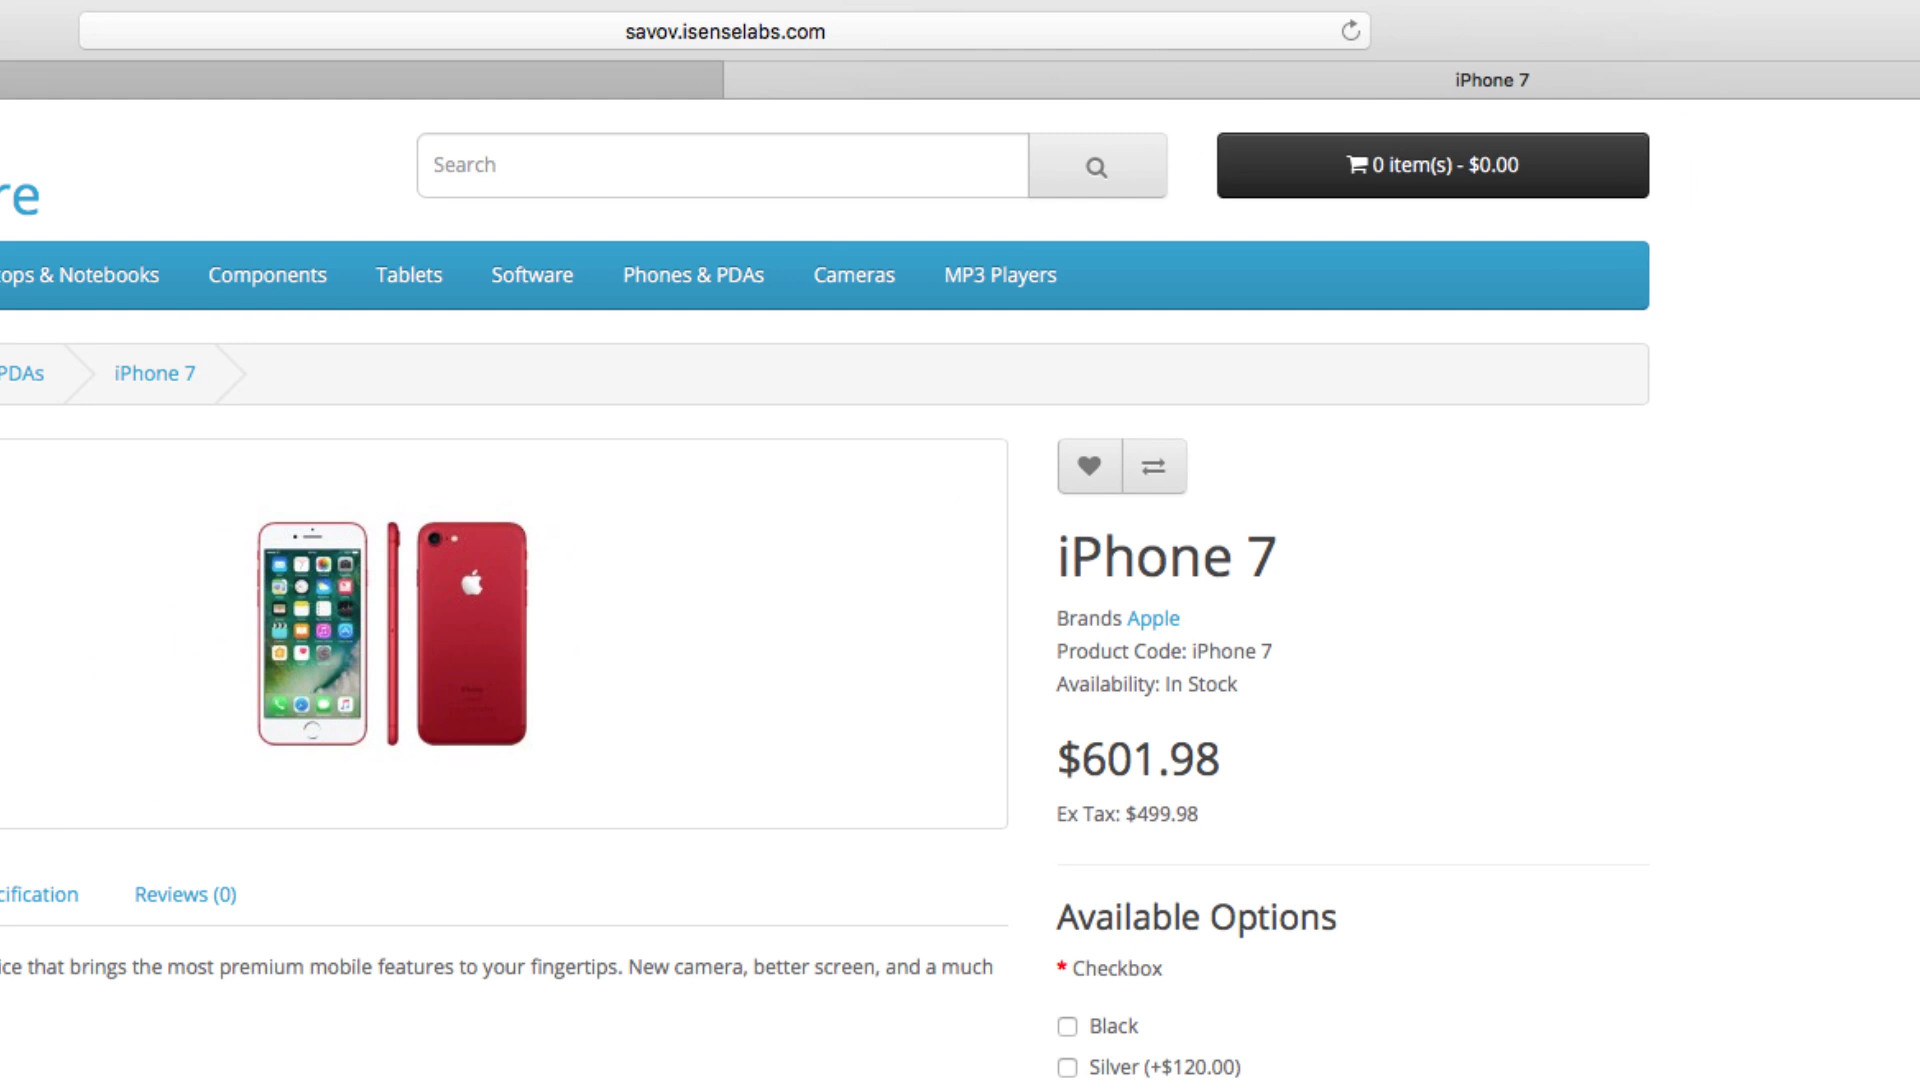 savov.isenselabs.com
iPhone 7
Search
0 item(s) - $0.00
re
ops & Notebooks Components Tablets Software Phones & PDAs Cameras MP3 Players
PDAs iPhone 7
iPhone 7
Brands Apple
Product Code: iPhone 7
Availability: In Stock
$601.98
Ex Tax: $499.98
cification Reviews (0)
Available Options
ice that brings the most premium mobile features to your fingertips. New camera, better screen, and a much
* Checkbox
Black
Silver (+$120.00)